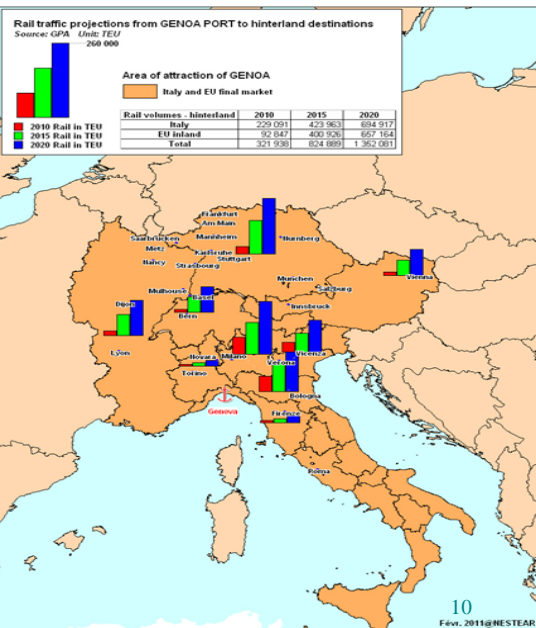 Rail traffic projections from GENOA PORT to hinterland destinations
Source: GPA Unit: TEU
260 000
Area of attraction of GENOA
Italy and EU final market
2010 Rail in TEU
2015 Rail in TEU
2020 Rail in TEU
Rail volumes - hinterland 2010 2015 2020
Italy 229 091 423 963 694 917
EU inland 92 847 400 926 657 164
Total 321 938 824 889 1 352 081
Frankfurt
Am Main
Saarbrücken
Mannheim
Nurnberg
Metz
Karlsruhe
Stuttgart
Nancy
Strasbourg
Vienna
Munchen
Salzburg
Mulhouse
Basel
Dijon
Innsbruck
Bern
Lyon
Novara
Milano
Vicenza
Verona
Torino
Bologna
Genova
Firenze
Roma
10
Févr. 2011@NESTEAR